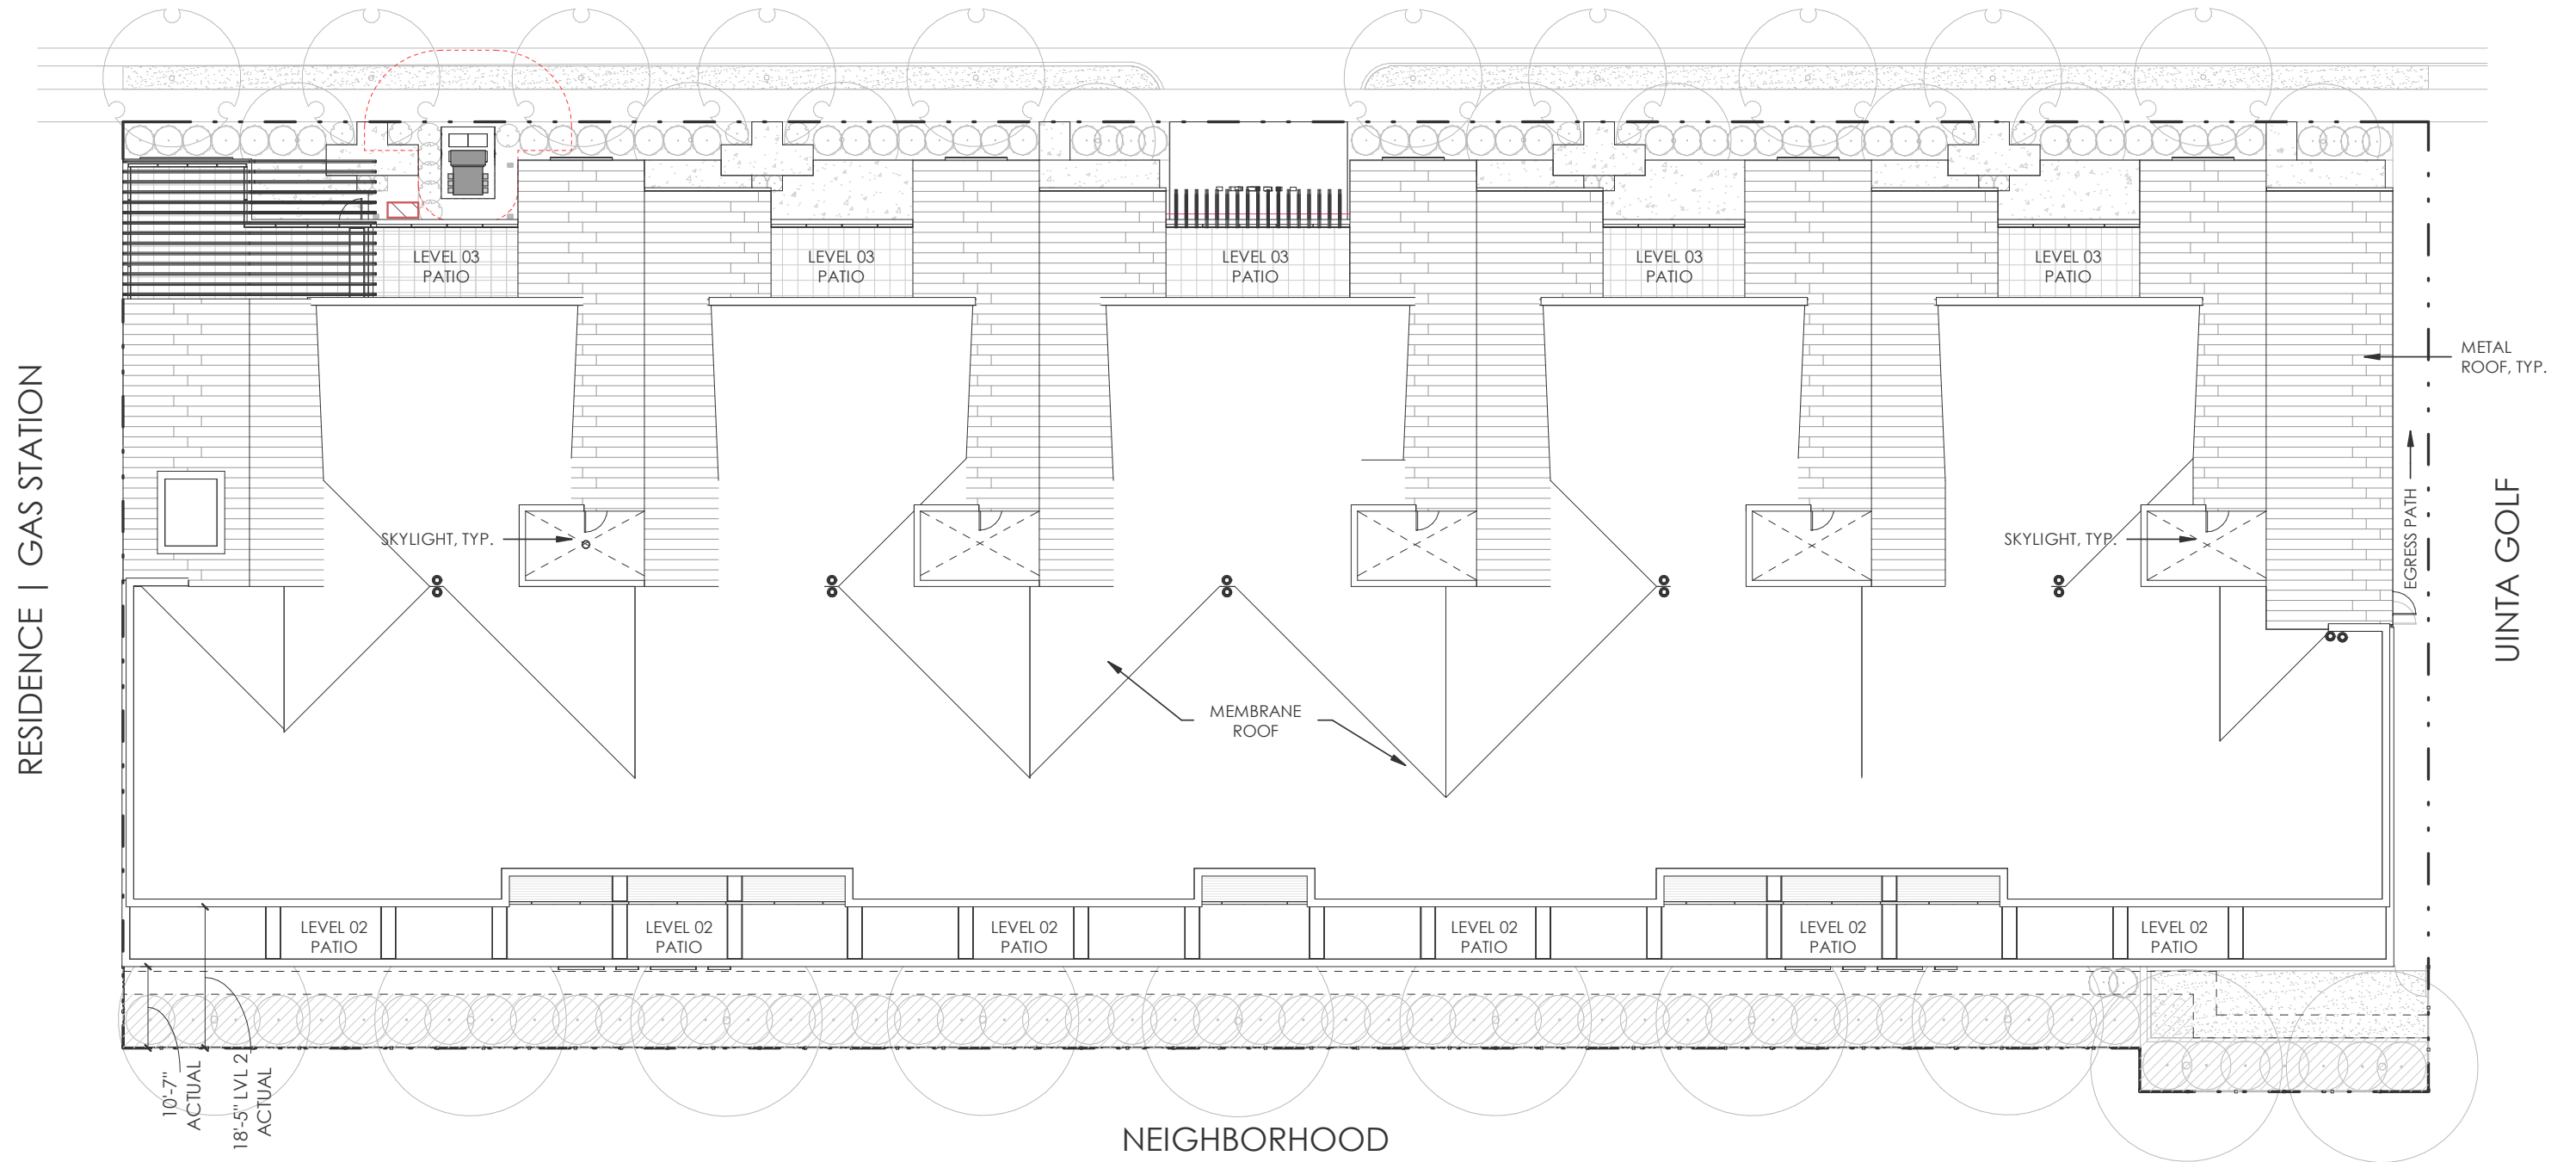 LEVEL 03
PATIO
LEVEL 03
PATIO
LEVEL 03
PATIO
LEVEL 03
PATIO
LEVEL 03
PATIO
METAL
ROOF, TYP.
RESIDENCE | GAS STATION
SKYLIGHT, TYP.
SKYLIGHT, TYP.
EGRESS PATH
UINTA GOLF
MEMBRANE
ROOF
LEVEL 02
PATIO
LEVEL 02
PATIO
LEVEL 02
PATIO
LEVEL 02
PATIO
LEVEL 02
PATIO
LEVEL 02
PATIO
10'-7"
ACTUAL
18'-5" LVL 2
ACTUAL
NEIGHBORHOOD